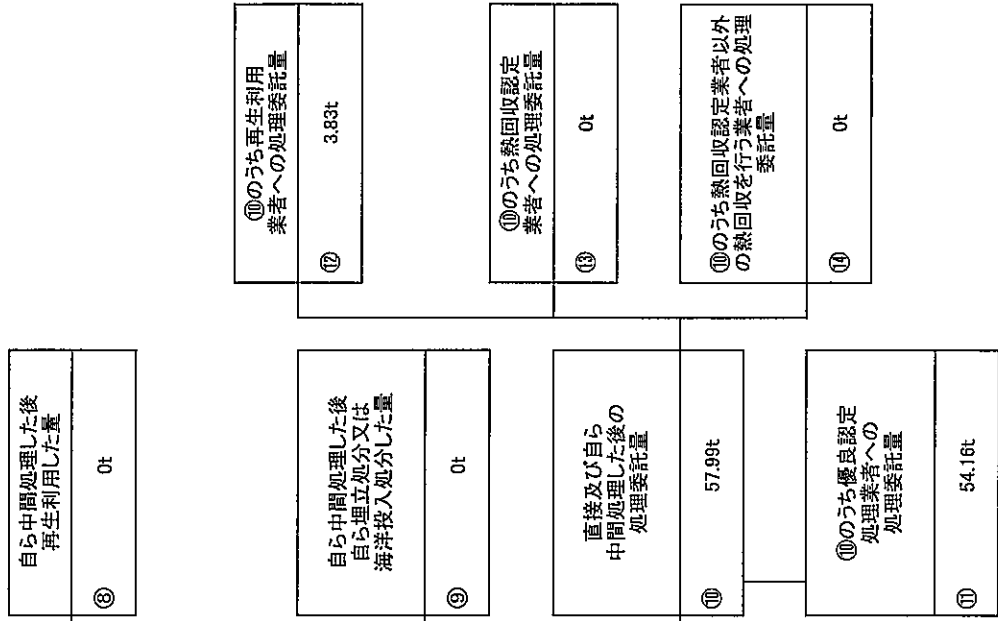 自ら中間処理した後
再生利用した量
⑧
0t
自ら中間処理した後
自ら埋立処分又は
海洋投入処分した量
⑨
0t
直接及び自ら
中間処理した後の
処理委託量
⑩
57.99t
⑩のうち優良認定
処理業者への
処理委託量
⑪
54.16t
⑩のうち再生利用
業者への処理委託量
⑫
3.83t
⑩のうち熱回収認定
業者への処理委託量
⑬
0t
⑩のうち熱回収認定業者以外
の熱回収を行う業者への処理
委託量
⑭
0t